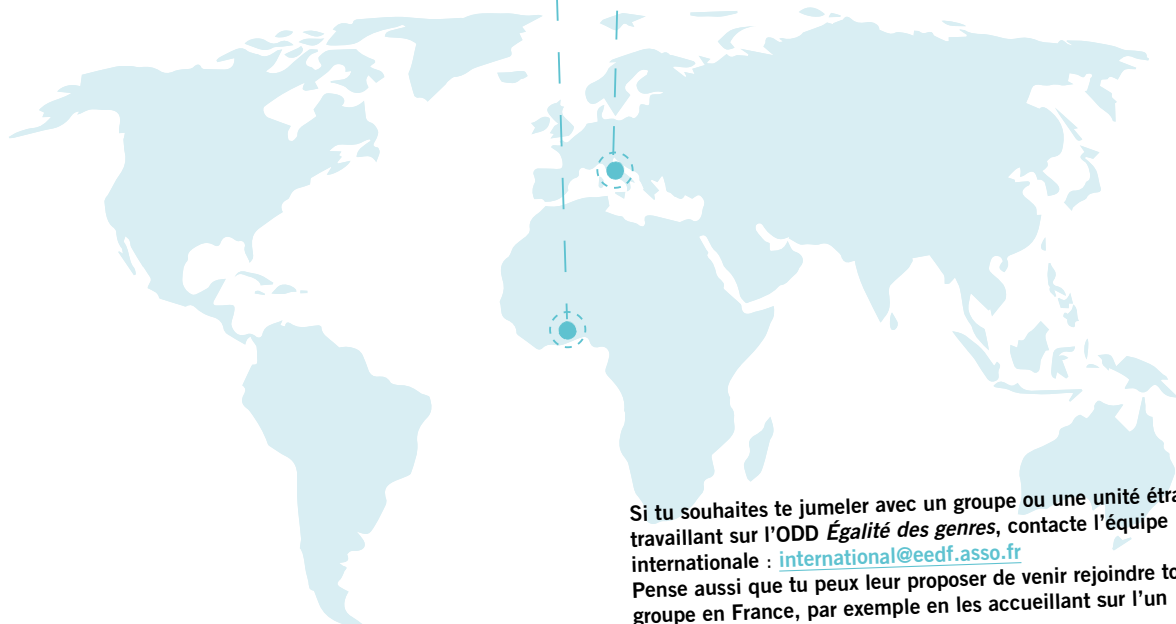 Si tu souhaites te jumeler avec un groupe ou une unité
travaillant sur l’ODD Égalité des genres, contacte l’équipe
internationale : international@eedf.asso.fr
Pense aussi que tu peux leur proposer de venir rejoindre
groupe en France, par exemple en les accueillant sur l’un